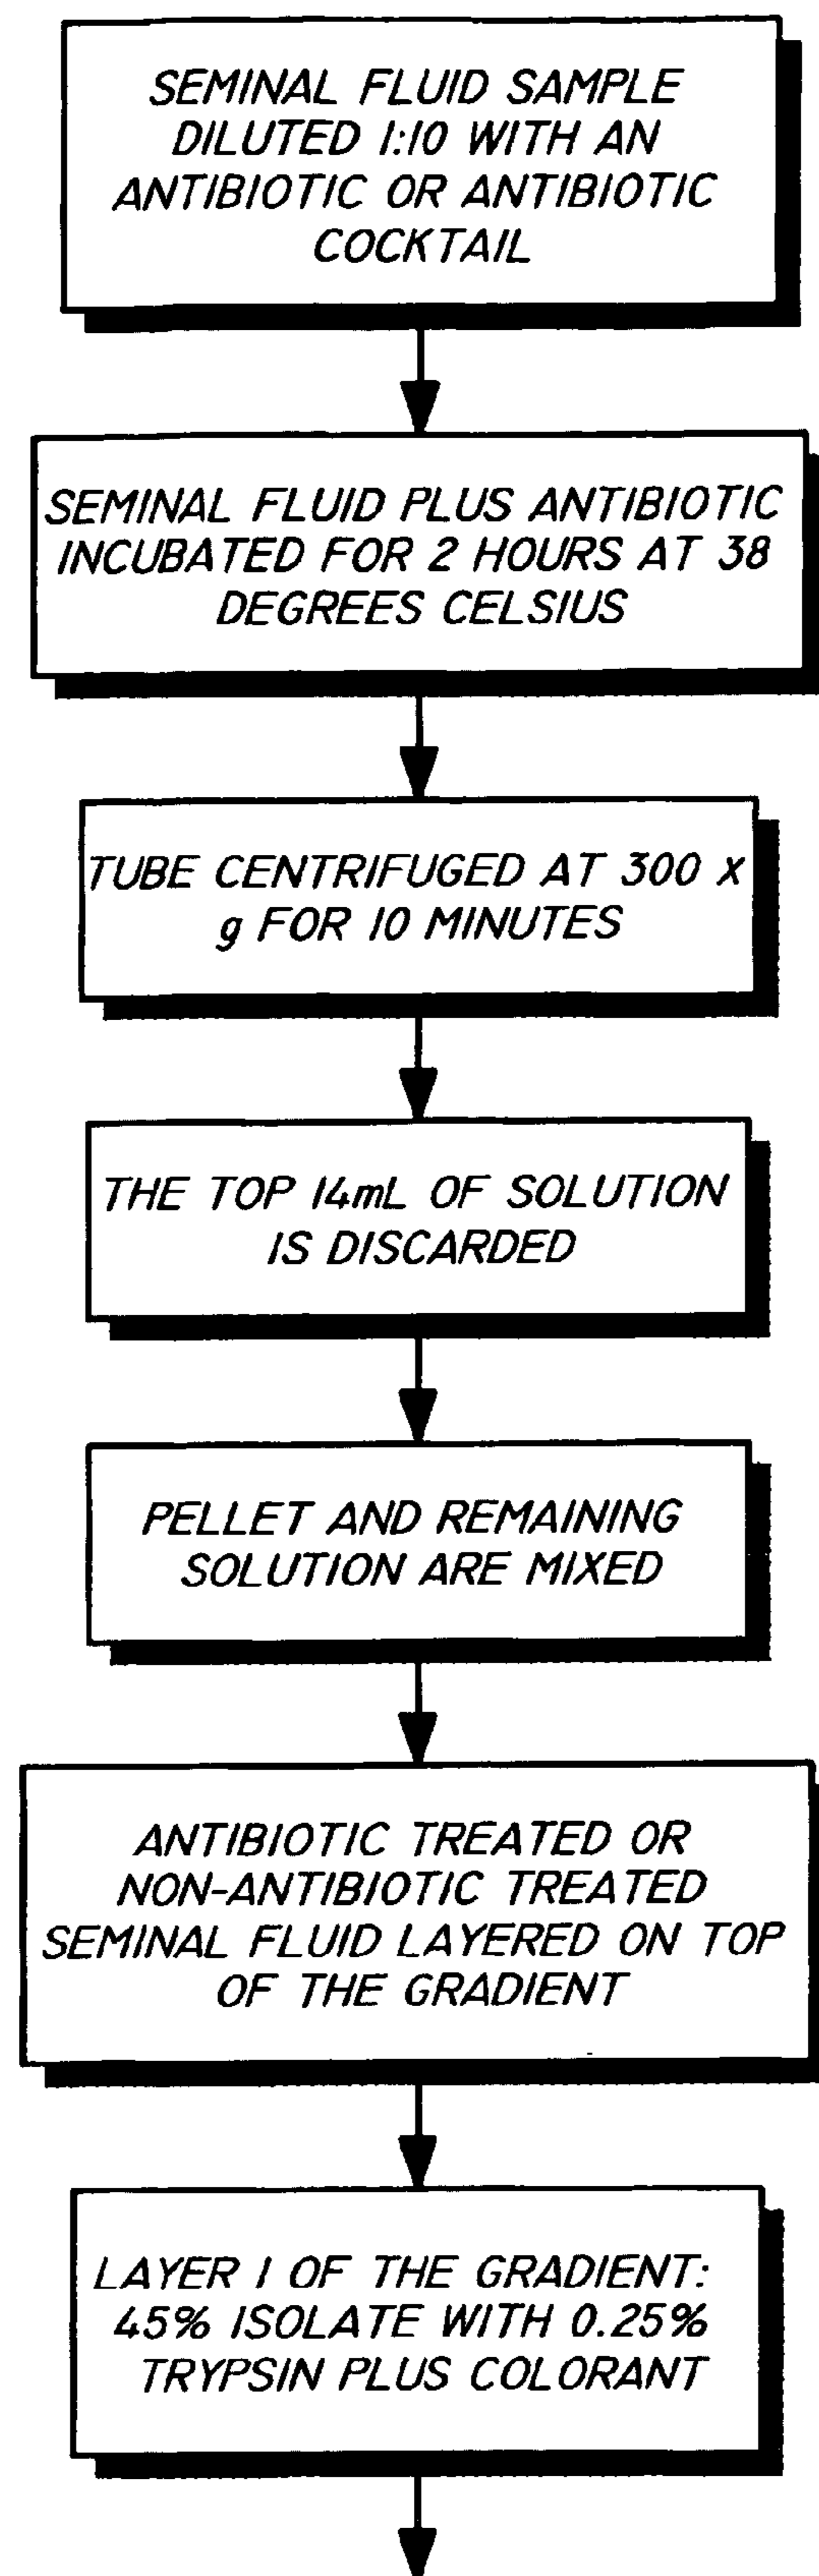 SEMINAL FLUID SAMPLE
DILUTED 1:10 WITH AN
ANTIBIOTIC OR ANTIBIOTIC
COCKTAIL
SEMINAL FLUID PLUS ANTIBIOTIC
INCUBATED FOR 2 HOURS AT 38
DEGREES CELSIUS
TUBE CENTRIFUGED AT 300 x
g FOR 10 MINUTES
THE TOP 14mL OF SOLUTION
IS DISCARDED
PELLET AND REMAINING
SOLUTION ARE MIXED
ANTIBIOTIC TREATED OR
NON-ANTIBIOTIC TREATED
SEMINAL FLUID LAYERED ON TOP
OF THE GRADIENT
LAYER 1 OF THE GRADIENT:
45% ISOLATE WITH 0.25%
TRYPSIN PLUS COLORANT